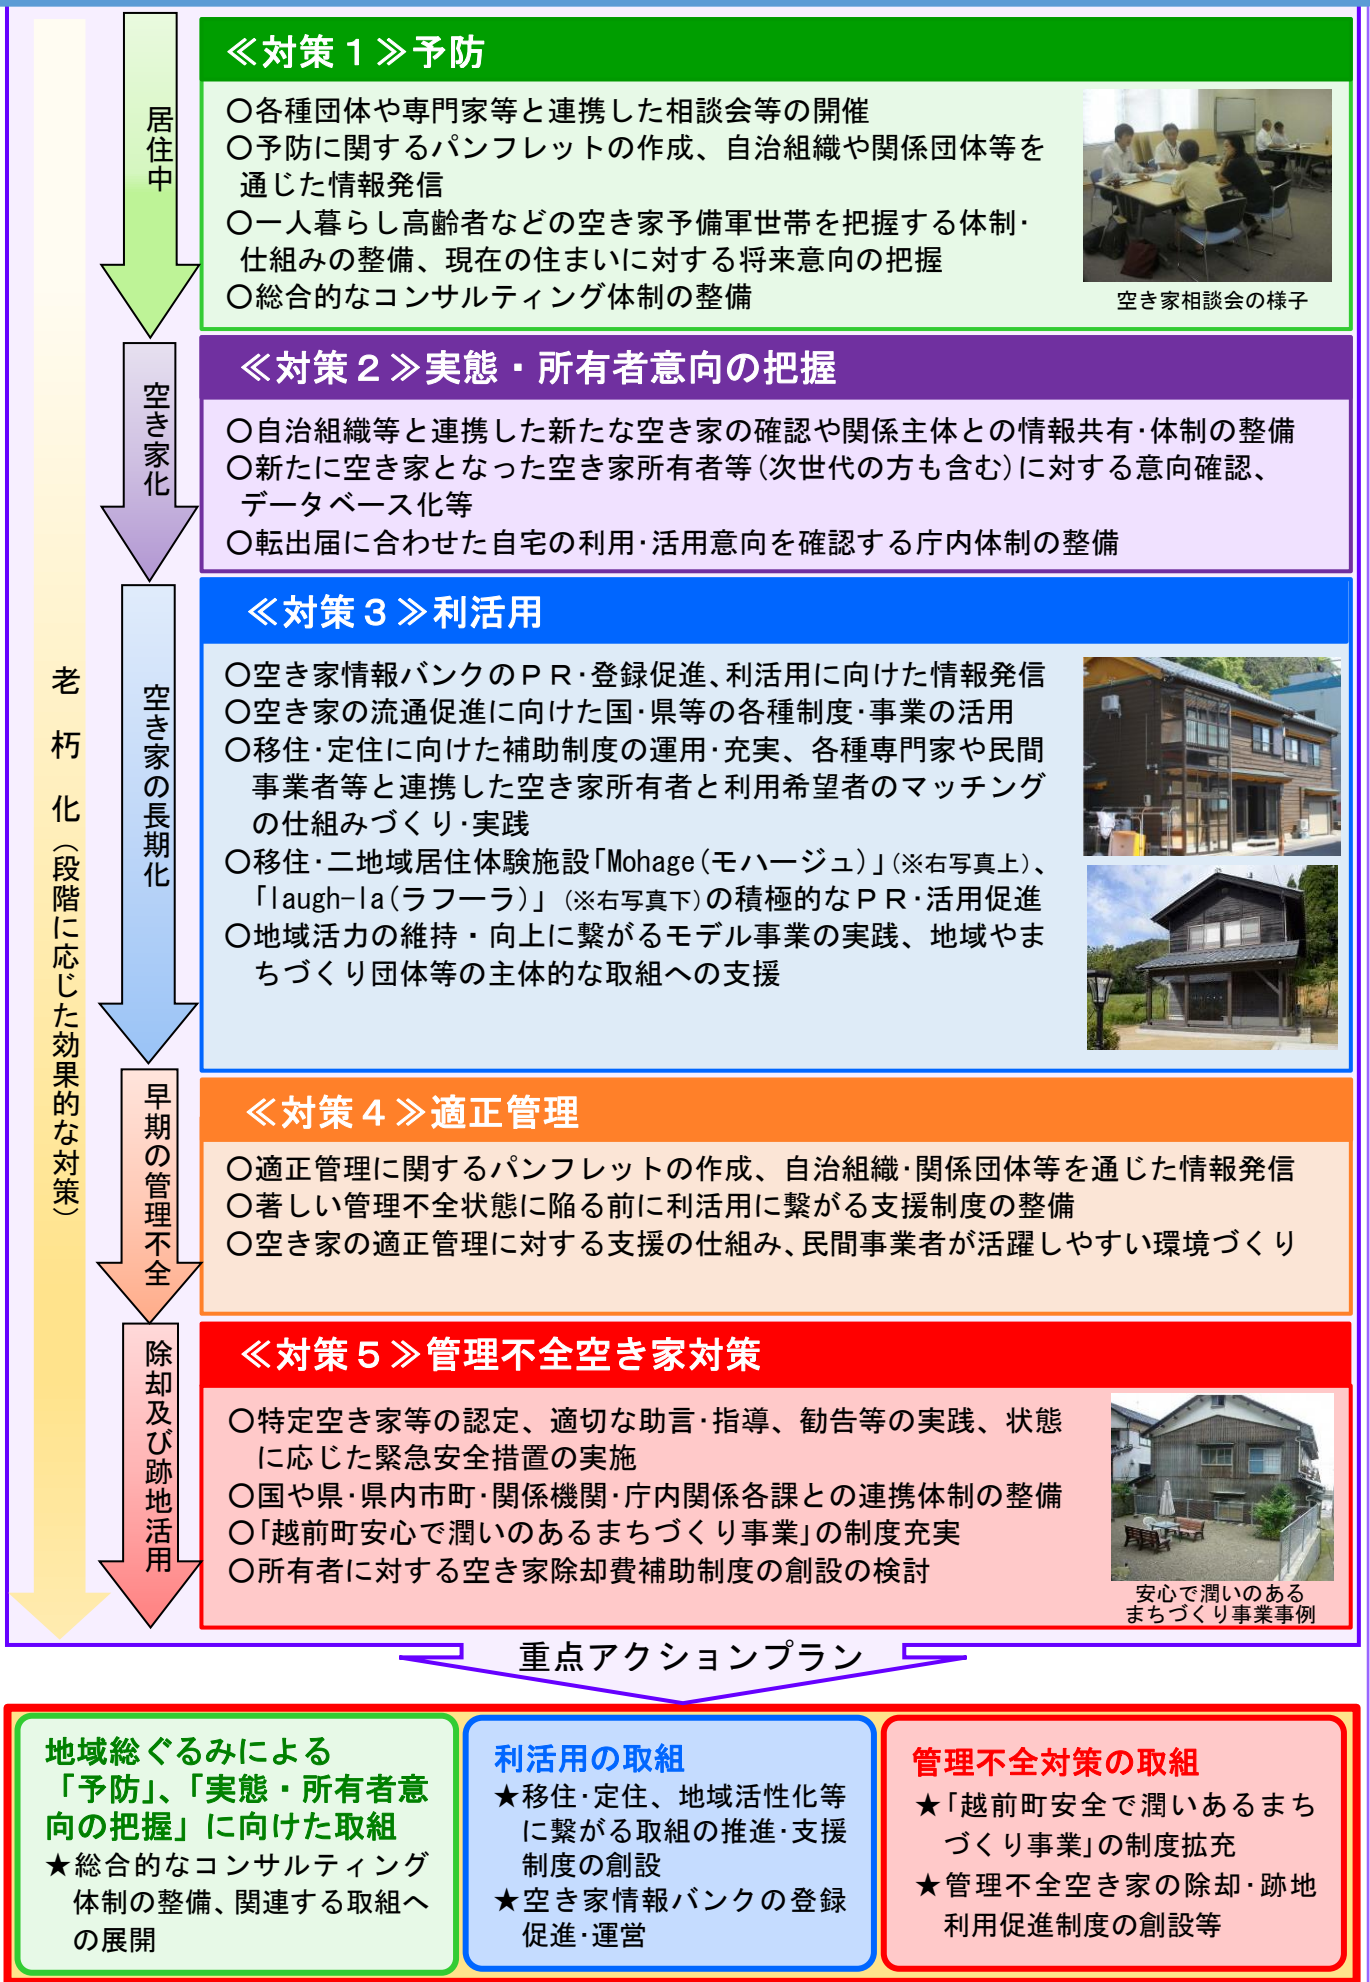 老朽化（段階に応じた効果的な対策）
居住中
≪対策１≫予防
○各種団体や専門家等と連携した相談会等の開催
○予防に関するパンフレットの作成、自治組織や関係団体等を
通じた情報発信
○一人暮らし高齢者などの空き家予備軍世帯を把握する体制･
仕組みの整備、現在の住まいに対する将来意向の把握
○総合的なコンサルティング体制の整備
空き家相談会の様子
空き家化
≪対策２≫実態・所有者意向の把握
○自治組織等と連携した新たな空き家の確認や関係主体との情報共有･体制の整備
○新たに空き家となった空き家所有者等(次世代の方も含む)に対する意向確認、
データベース化等
○転出届に合わせた自宅の利用･活用意向を確認する庁内体制の整備
空き家の長期化
≪対策３≫利活用
○空き家情報バンクのＰＲ･登録促進､利活用に向けた情報発信
○空き家の流通促進に向けた国･県等の各種制度･事業の活用
○移住･定住に向けた補助制度の運用･充実、各種専門家や民間
事業者等と連携した空き家所有者と利用希望者のマッチング
の仕組みづくり･実践
○移住･二地域居住体験施設｢Mohage(モハージュ)｣(※右写真上)、
｢laugh-la(ラフーラ)｣(※右写真下)の積極的なＰＲ･活用促進
○地域活力の維持・向上に繋がるモデル事業の実践、地域やま
ちづくり団体等の主体的な取組への支援
早期の管理不全
≪対策４≫適正管理
○適正管理に関するパンフレットの作成、自治組織･関係団体等を通じた情報発信
○著しい管理不全状態に陥る前に利活用に繋がる支援制度の整備
○空き家の適正管理に対する支援の仕組み､民間事業者が活躍しやすい環境づくり
除却及び跡地活用
≪対策５≫管理不全空き家対策
○特定空き家等の認定、適切な助言･指導、勧告等の実践、状態
に応じた緊急安全措置の実施
○国や県･県内市町･関係機関･庁内関係各課との連携体制の整備
○｢越前町安心で潤いのあるまちづくり事業｣の制度充実
○所有者に対する空き家除却費補助制度の創設の検討
安心で潤いのある
まちづくり事業事例
重点アクションプラン
地域総ぐるみによる
「予防」、「実態・所有者意
向の把握」に向けた取組
★総合的なコンサルティング
体制の整備､関連する取組へ
の展開
利活用の取組
★移住･定住、地域活性化等
に繋がる取組の推進･支援
制度の創設
★空き家情報バンクの登録
促進･運営
管理不全対策の取組
★｢越前町安全で潤いあるまち
づくり事業｣の制度拡充
★管理不全空き家の除却･跡地
利用促進制度の創設等